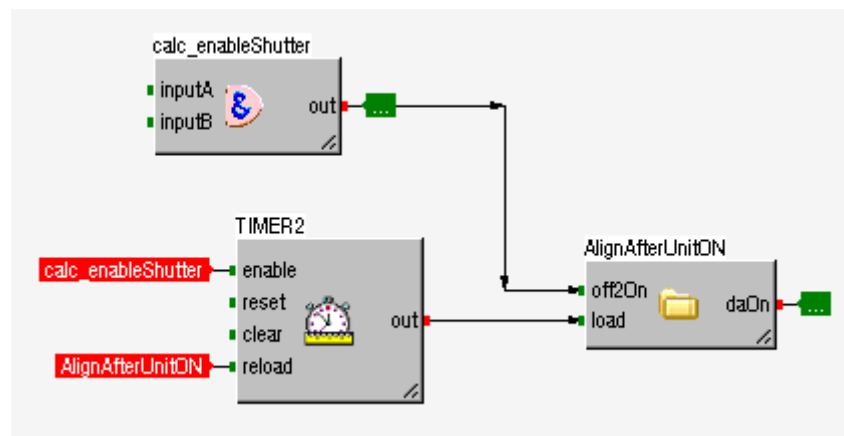 calc_enableShutter
inputA
&
out
...
inputB
TIMER2
calc_enableShutter
enable
reset
out
clear
AlignAfterUnitON
reload
AlignAfterUnitON
off2On
daOn
...
load